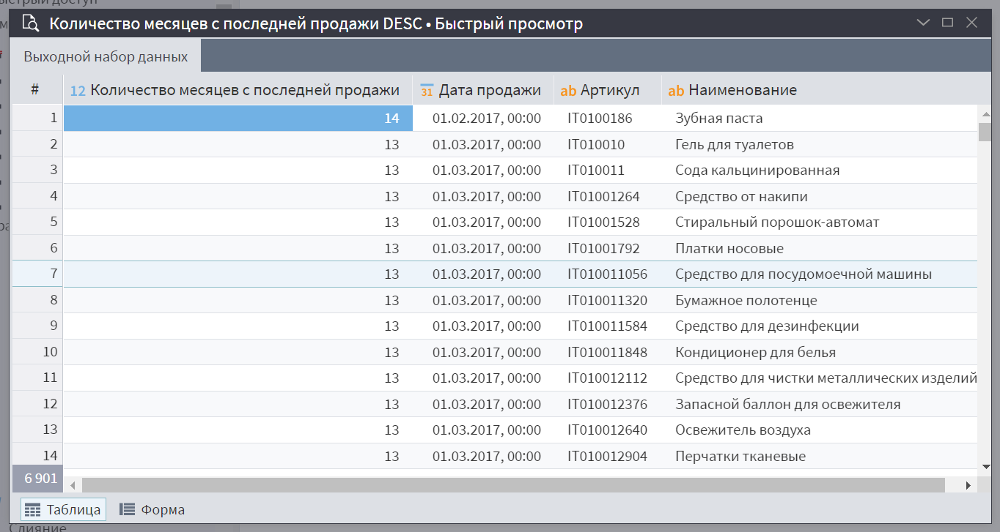 ыстрый доступ
Количество месяцев с последней продажи DESC • Быстрый просмотр
Выходной набор данных
# 12 Количество месяцев с последней продажи 31 Дата продажи ab Артикул ab Наименование
1 14 01.02.2017, 00:00 IT0100186 Зубная паста
2 13 01.03.2017, 00:00 IT010010 Гель для туалетов
3 13 01.03.2017, 00:00 IT010011 Сода кальцинированная
4 13 01.03.2017, 00:00 IT01001264 Средство от накипи
5 13 01.03.2017, 00:00 IT01001528 Стиральный порошок-автомат
6 13 01.03.2017, 00:00 IT01001792 Платки носовые
7 13 01.03.2017, 00:00 IT010011056 Средство для посудомоечной машины
8 13 01.03.2017, 00:00 IT010011320 Бумажное полотенце
9 13 01.03.2017, 00:00 IT010011584 Средство для дезинфекции
10 13 01.03.2017, 00:00 IT010011848 Кондиционер для белья
11 13 01.03.2017, 00:00 IT010012112 Средство для чистки металлических изделий
12 13 01.03.2017, 00:00 IT010012376 Запасной баллон для освежителя
13 13 01.03.2017, 00:00 IT010012640 Освежитель воздуха
14 13 01.03.2017, 00:00 IT010012904 Перчатки тканевые
6 901
Таблица Форма
Слияние